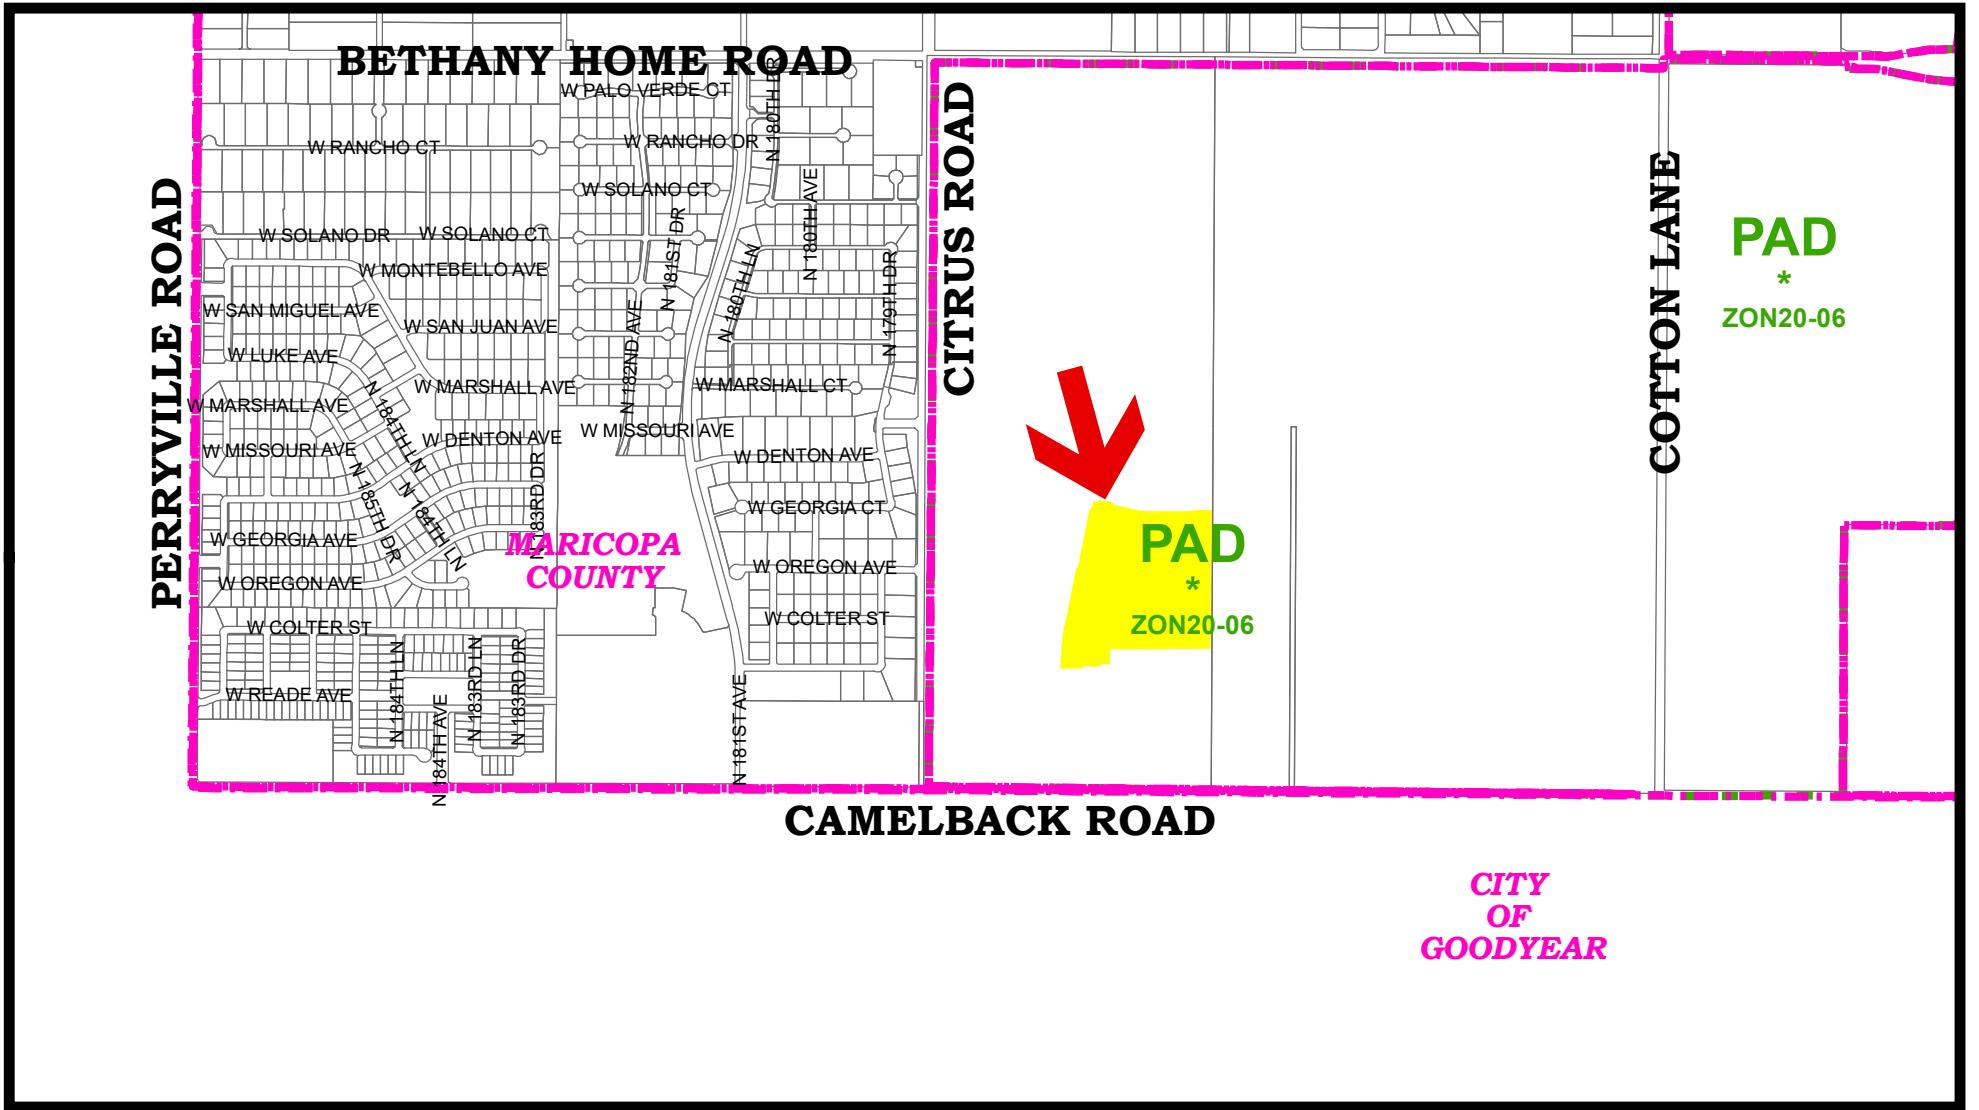 BETHANY HOME ROAD
W PALO VERDE CT
N 180TH DR
W RANCHO CT
W RANCHO DR
W SOLANO CT
N 180TH AVE
N 181ST DR
W SOLANO DR
W SOLANO CT
W MONTEBELLO AVE
N 180TH LN
N 179TH DR
W SAN MIGUEL AVE
W SAN JUAN AVE
N 182ND AVE
W LUKE AVE
W MARSHALL AVE
W MARSHALL CT
W MARSHALL AVE
N 184TH LN
W MISSOURI AVE
W DENTON AVE
W MISSOURI AVE
W DENTON AVE
N 185TH DR
N 184TH LN
N 183RD DR
W GEORGIA CT
W GEORGIA AVE
W OREGON AVE
W OREGON AVE
W COLTER ST
W COLTER ST
N 184TH LN
N 183RD LN
N 183RD DR
W READE AVE
N 184TH AVE
N 181ST AVE
PERRYVILLE ROAD
CITRUS ROAD
COTTON LANE
PAD
*
ZON20-06
PAD
*
ZON20-06
MARICOPA
COUNTY
CAMELBACK ROAD
CITY
OF
GOODYEAR